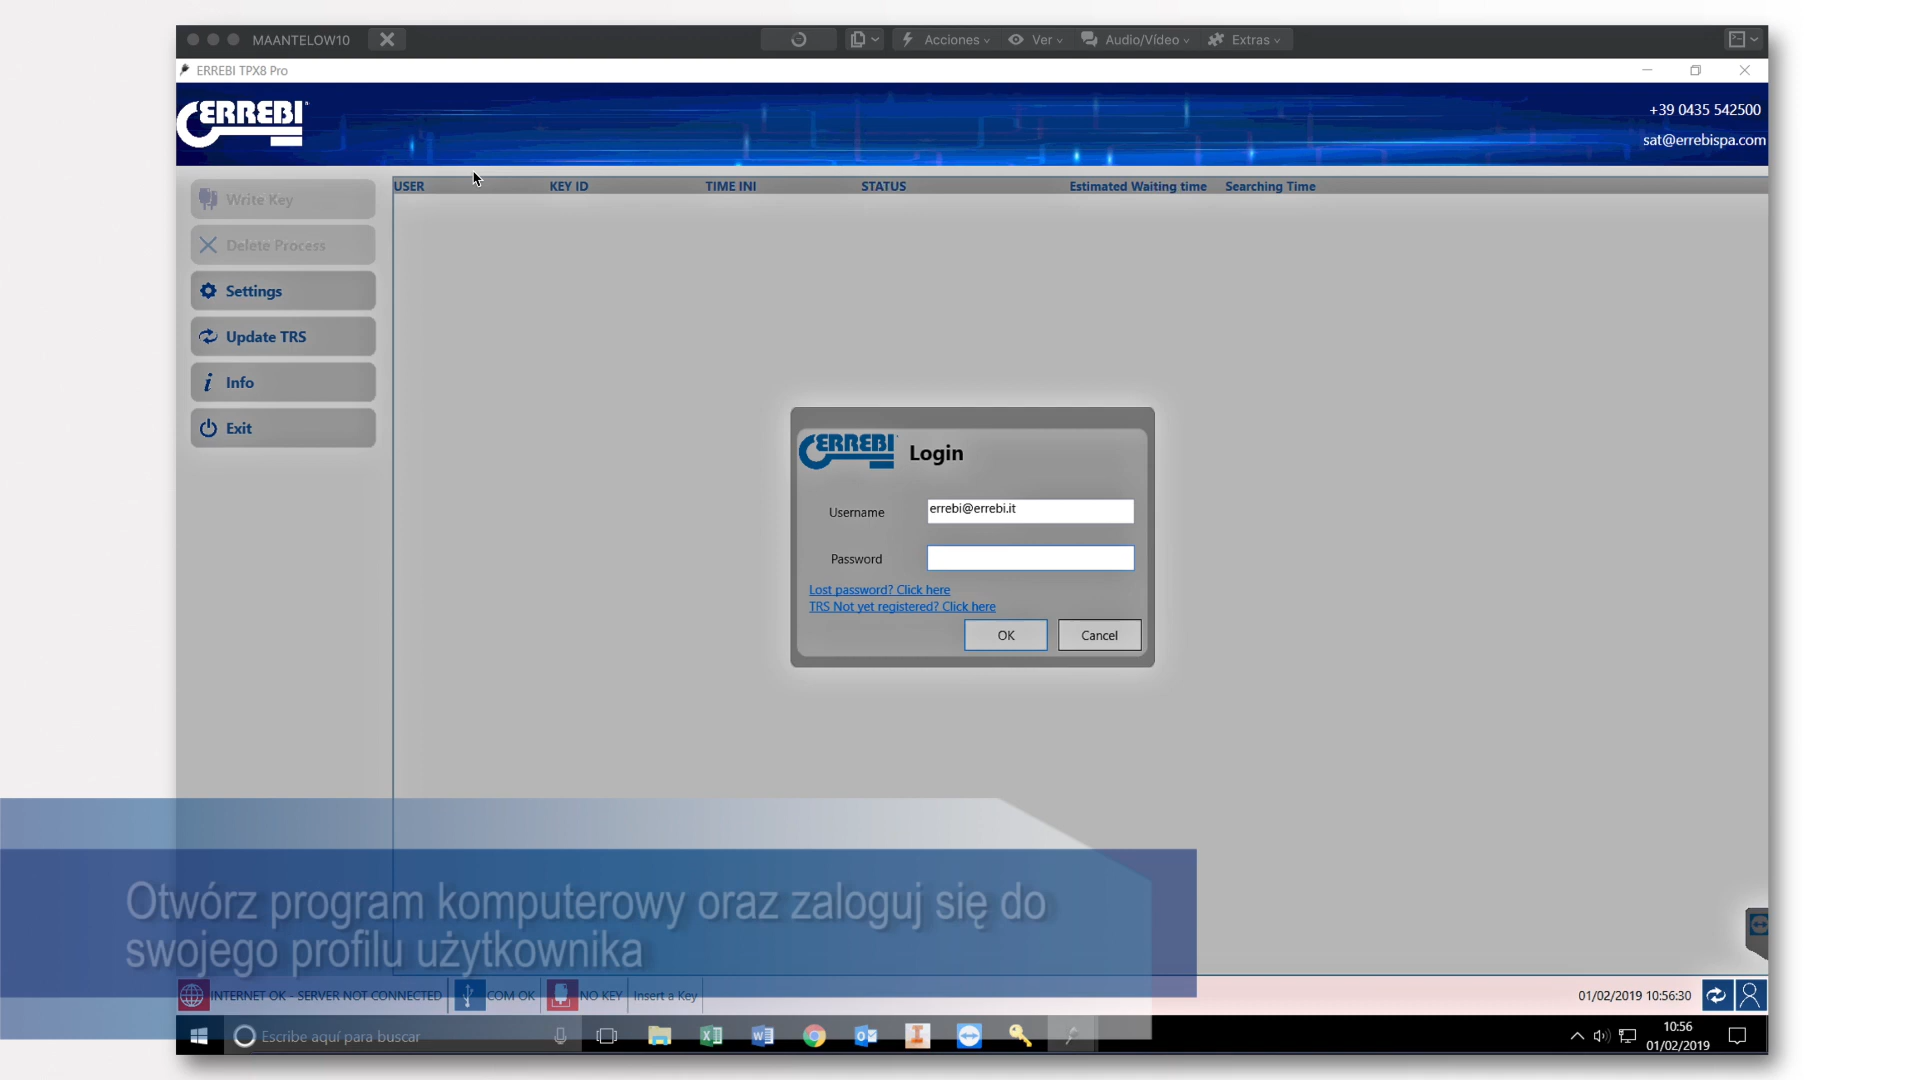 MAANTELOW10
Acciones
Ver
Audio/Vídeo
Extras
ERREBI TPX8 Pro
ERREBI
+39 0435 542500
sat@errebispa.com
Write Key
Delete Process
Settings
Update TRS
Info
Exit
USER KEY ID TIME INI STATUS Estimated Waiting time Searching Time
ERREBI Login
Username errebi@errebi.it
Password
Lost password? Click here
TRS Not yet registered? Click here
OK Cancel
Otwórz program komputerowy oraz zaloguj się do
swojego profilu użytkownika
INTERNET OK - SERVER NOT CONNECTED COM OK NO KEY Insert a Key
01/02/2019 10:56:30
Escribe aquí para buscar
10:56
01/02/2019